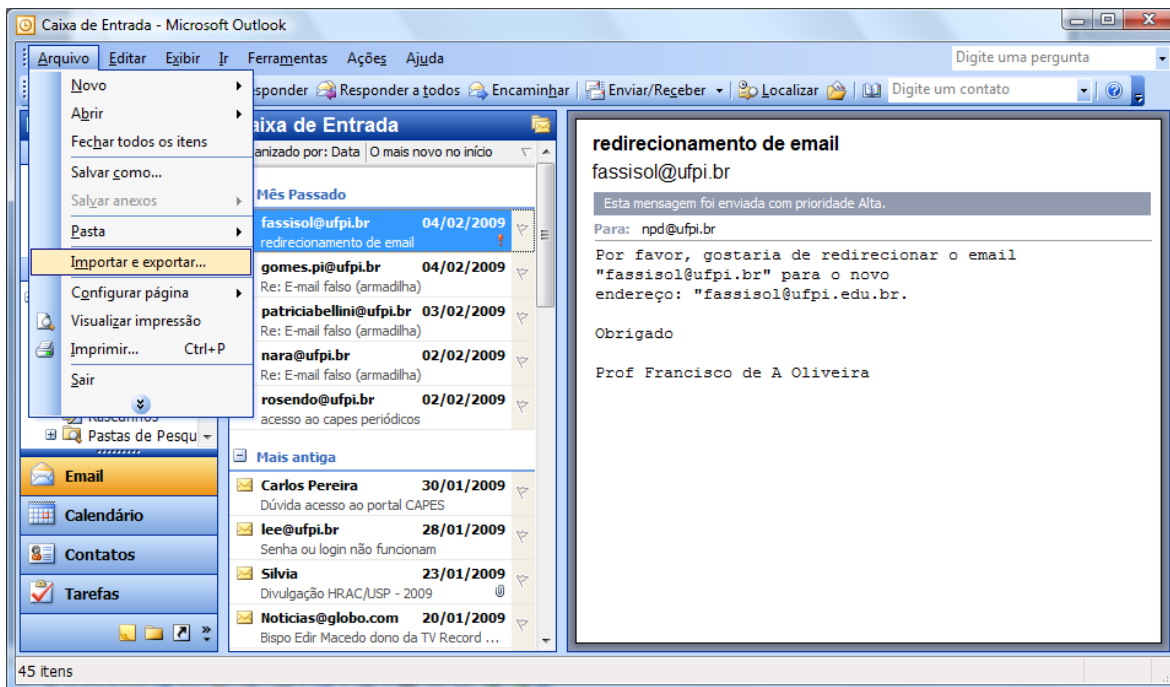 Caixa de Entrada - Microsoft Outlook
Arquivo Editar Exibir Ir Ferramentas Ações Ajuda Digite uma pergunta
Responder a todos Encaminhar Enviar/Receber Localizar Digite um contato
Novo
Abrir
Fechar todos os itens
Salvar como...
Salvar anexos
Pasta
Importar e exportar...
Configurar página
Visualizar impressão
Imprimir... Ctrl+P
Sair
Pastas de Pesqu
Email
Calendário
Contatos
Tarefas
aixa de Entrada
anizado por: Data O mais novo no início
Mês Passado
fassisol@ufpi.br 04/02/2009
redirecionamento de email
gomes.pi@ufpi.br 04/02/2009
Re: E-mail falso (armadilha)
patriciabellini@ufpi.br 03/02/2009
Re: E-mail falso (armadilha)
nara@ufpi.br 02/02/2009
Re: E-mail falso (armadilha)
rosendo@ufpi.br 02/02/2009
acesso ao capes periódicos
Mais antiga
Carlos Pereira 30/01/2009
Dúvida acesso ao portal CAPES
lee@ufpi.br 28/01/2009
Senha ou login não funcionam
Silvia 23/01/2009
Divulgação HRAC/USP - 2009
Noticias@globo.com 20/01/2009
Bispo Edir Macedo dono da TV Record ...
redirecionamento de email
fassisol@ufpi.br
Esta mensagem foi enviada com prioridade Alta.
Para: npd@ufpi.br
Por favor, gostaria de redirecionar o email
"fassisol@ufpi.br" para o novo
endereço: "fassisol@ufpi.edu.br.
Obrigado
Prof Francisco de A Oliveira
45 itens